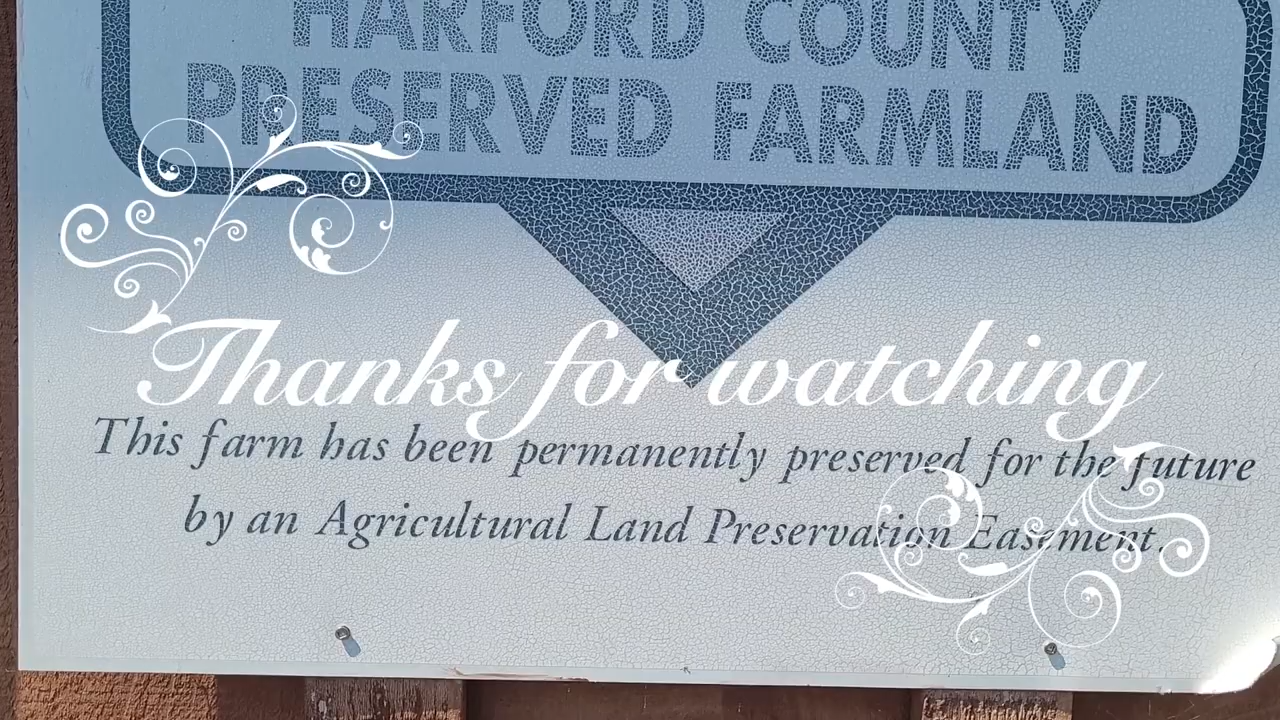 HARFORD COUNTY
PRESERVED FARMLAND
Thanks for watching
This farm has been permanently preserved for the future
by an Agricultural Land Preservation Easement.